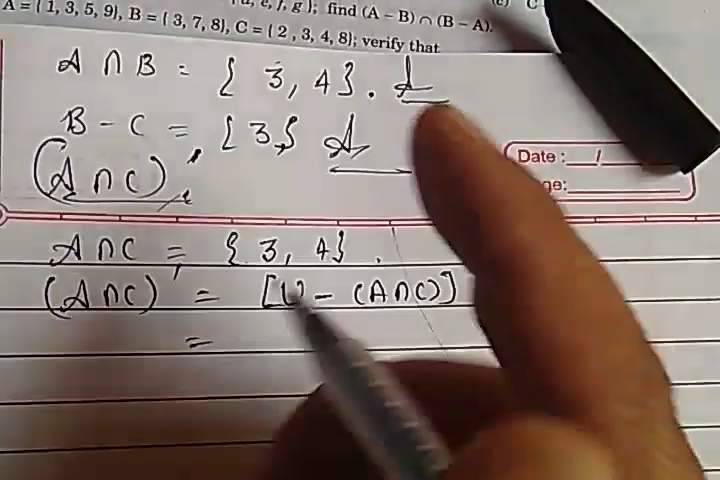 g }; find (A – B) ∩ (B – A).
A = { 1, 3, 5, 9}, B = { 3, 7, 8}, C = { 2 , 3, 4, 8}; verify that
A ∩ B = { 3, 4} . A
B - C = { 3 } A
(A ∩ C)'
Date : / 
ge:
A ∩ C = { 3, 4} .
(A ∩ C)' = [U - (A ∩ C)]
=